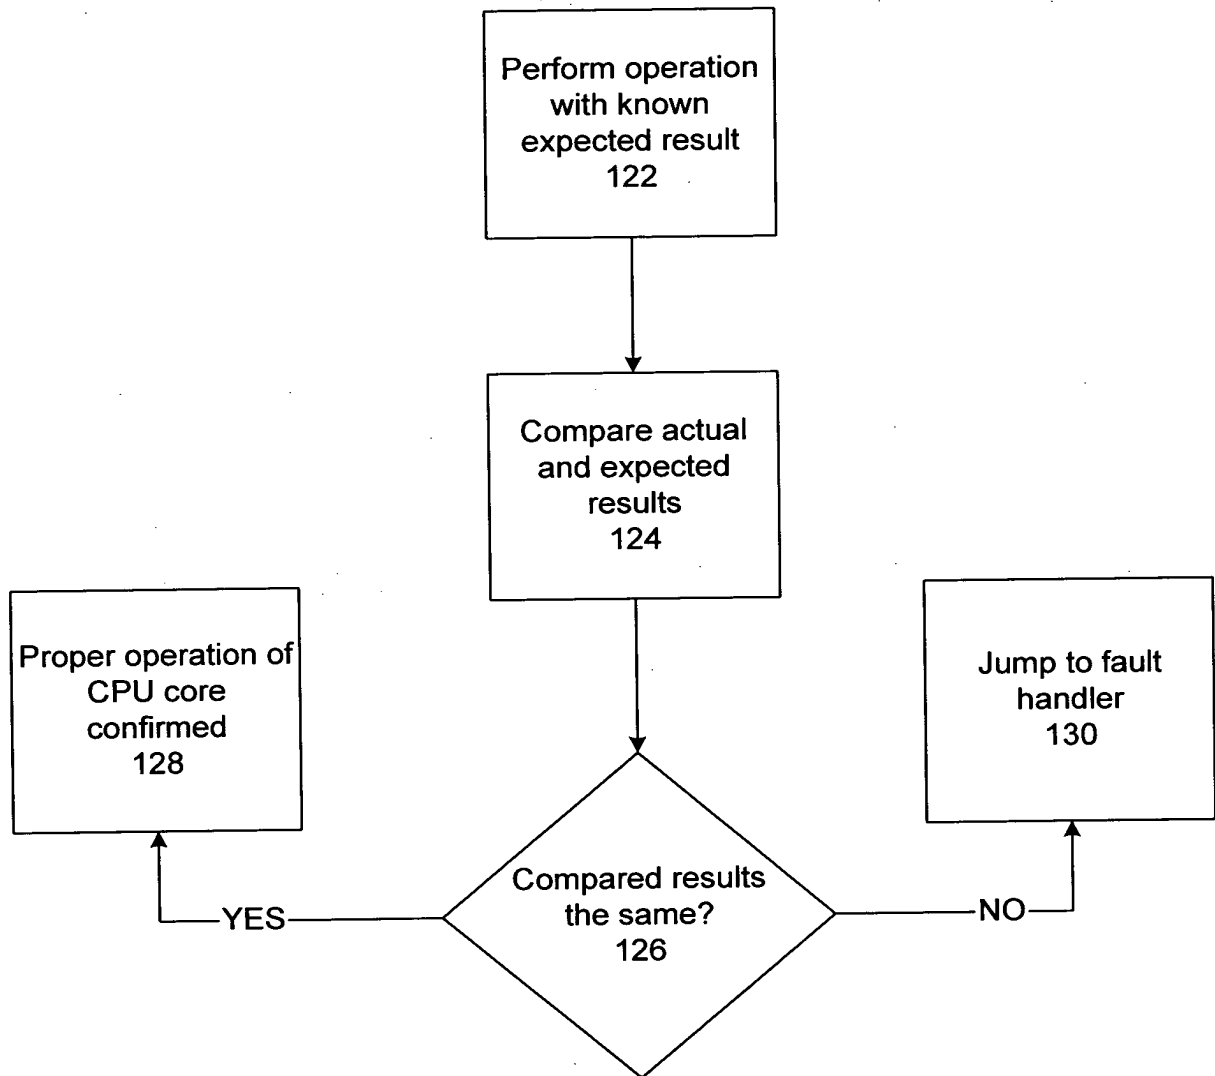 Perform operation
with known
expected result
122
Compare actual
and expected
results
124
Proper operation of
CPU core
confirmed
128
Jump to fault
handler
130
Compared results
the same?
126
YES
NO